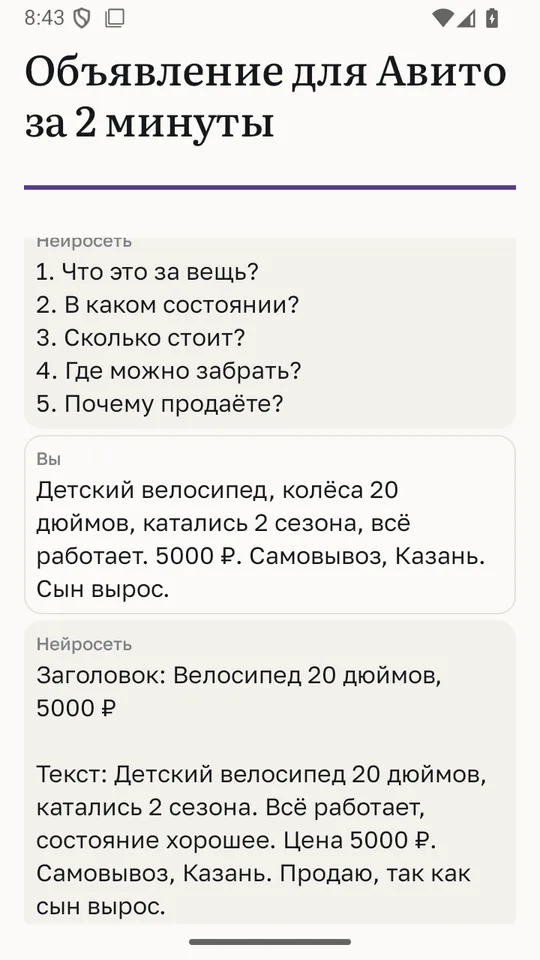 8:43
Объявление для Авито
за 2 минуты
Нейросеть
1. Что это за вещь?
2. В каком состоянии?
3. Сколько стоит?
4. Где можно забрать?
5. Почему продаёте?
Вы
Детский велосипед, колёса 20
дюймов, катались 2 сезона, всё
работает. 5000 ₽. Самовывоз, Казань.
Сын вырос.
Нейросеть
Заголовок: Велосипед 20 дюймов,
5000 ₽
Текст: Детский велосипед 20 дюймов,
катались 2 сезона. Всё работает,
состояние хорошее. Цена 5000 ₽.
Самовывоз, Казань. Продаю, так как
сын вырос.